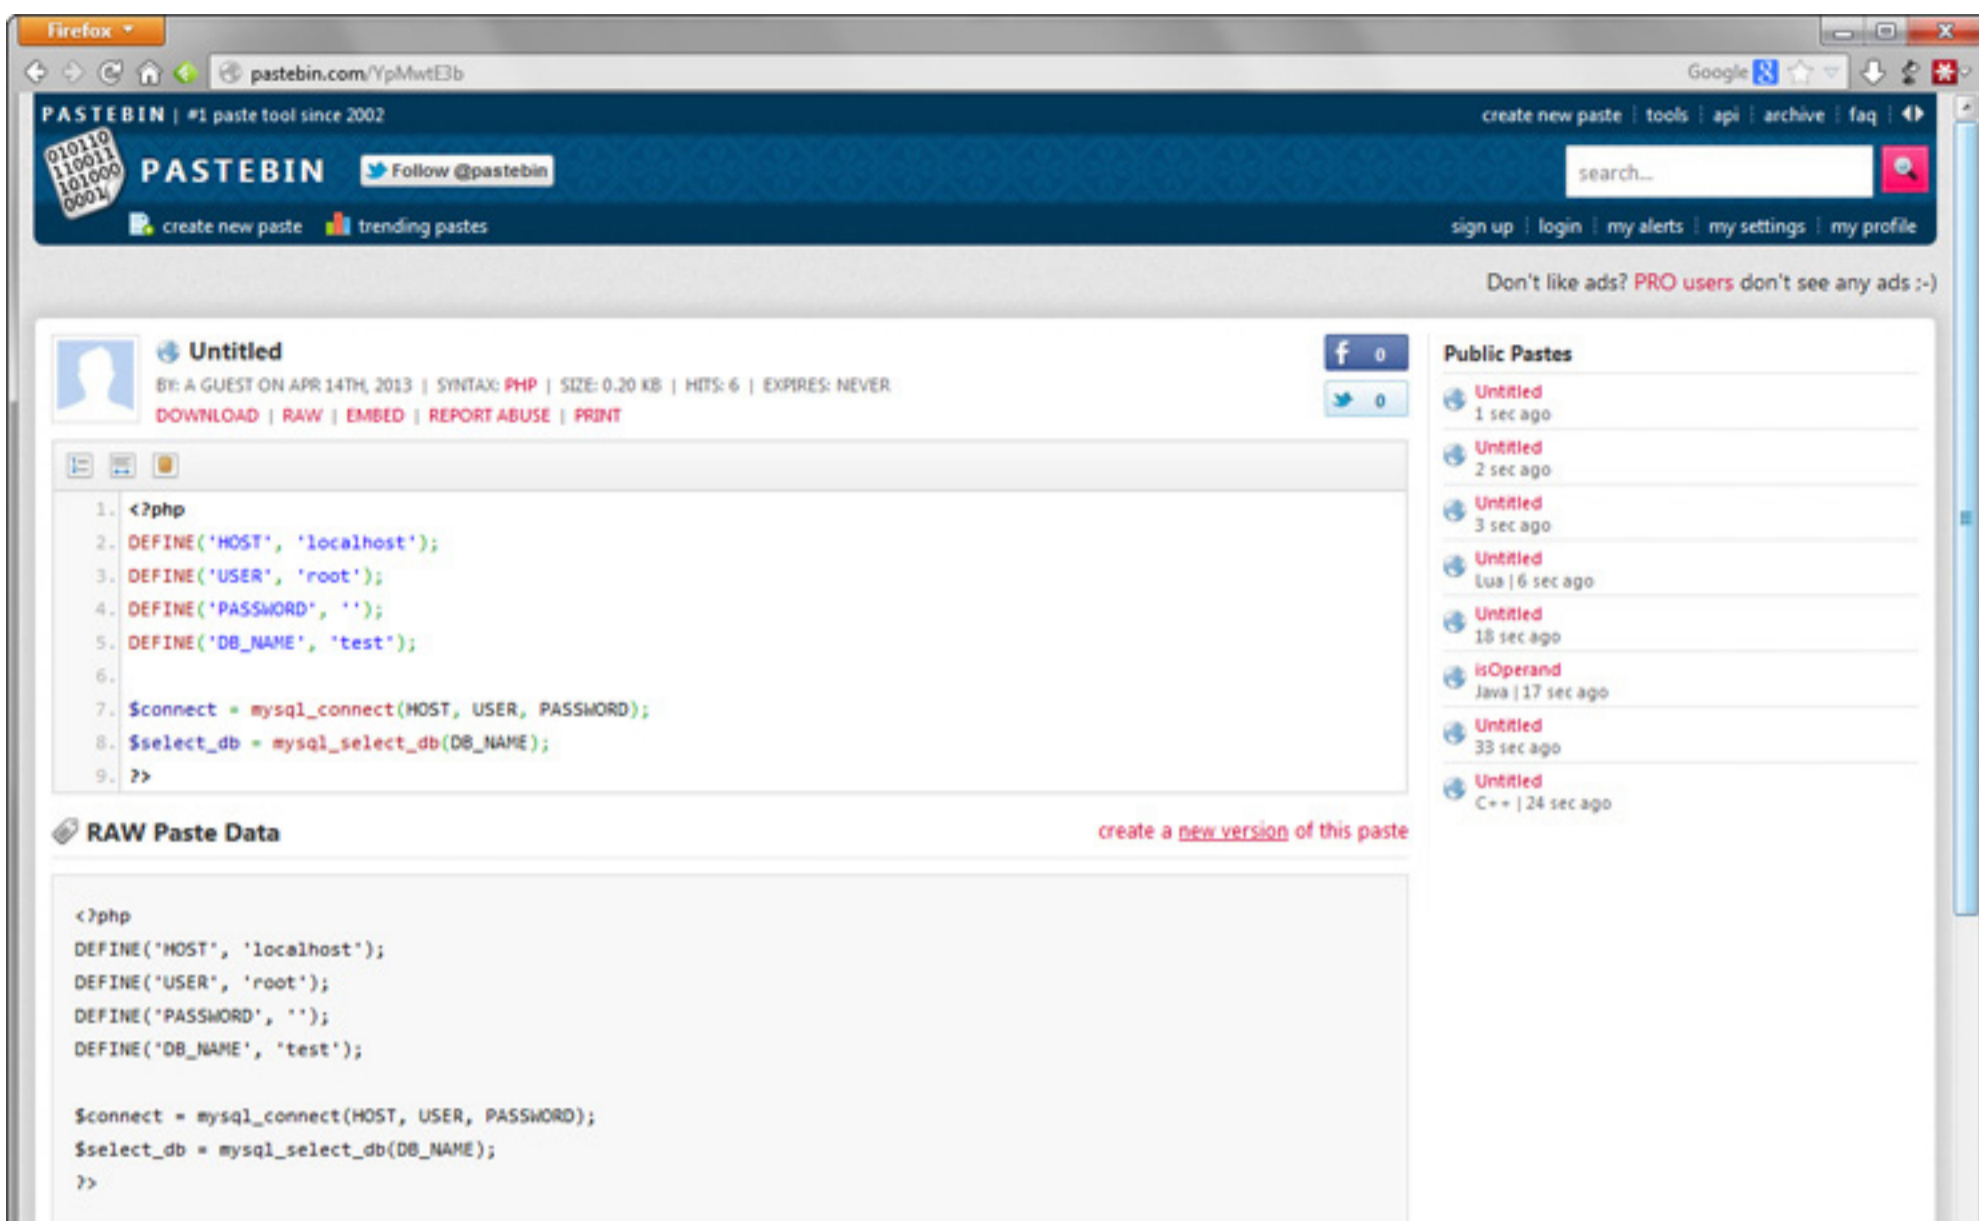 Firefox
pastebin.com/YpMwtE3b
Google
PASTEBIN | #1 paste tool since 2002
create new paste | tools | api | archive | faq |
010110
110011
101000
0001
PASTEBIN
Follow @pastebin
search...
create new paste
trending pastes
sign up | login | my alerts | my settings | my profile
Don't like ads? PRO users don't see any ads ;-)
Untitled
BY: A GUEST ON APR 14TH, 2013 | SYNTAX: PHP | SIZE: 0.20 KB | HITS: 6 | EXPIRES: NEVER
DOWNLOAD | RAW | EMBED | REPORT ABUSE | PRINT
f 0
0
1. <?php
2. DEFINE('HOST', 'localhost');
3. DEFINE('USER', 'root');
4. DEFINE('PASSWORD', '');
5. DEFINE('DB_NAME', 'test');
6.
7. $connect = mysql_connect(HOST, USER, PASSWORD);
8. $select_db = mysql_select_db(DB_NAME);
9. ?>
RAW Paste Data
create a new version of this paste
<?php
DEFINE('HOST', 'localhost');
DEFINE('USER', 'root');
DEFINE('PASSWORD', '');
DEFINE('DB_NAME', 'test');
$connect = mysql_connect(HOST, USER, PASSWORD);
$select_db = mysql_select_db(DB_NAME);
?>
Public Pastes
Untitled
1 sec ago
Untitled
2 sec ago
Untitled
3 sec ago
Untitled
Lua | 6 sec ago
Untitled
18 sec ago
isOperand
Java | 17 sec ago
Untitled
33 sec ago
Untitled
C++ | 24 sec ago